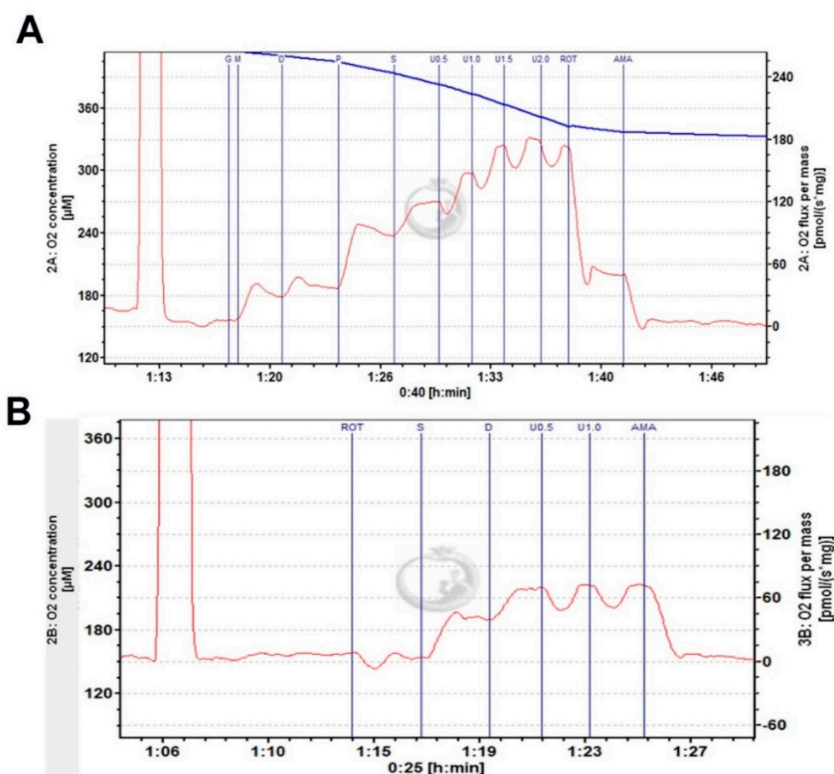 A
G M D P S U0.5 U1.0 U1.5 U2.0 ROT AMA
360
300
240
180
120
240
180
120
60
0
2A: O2 concentration
[µM]
2A: O2 flux per mass
[pmol/(s*mg)]
1:13 1:20 1:26 1:33 1:40 1:46
0:40 [h:min]
B
ROT S D U0.5 U1.0 AMA
360
300
240
180
120
180
120
60
0
-60
2B: O2 concentration
[µM]
3B: O2 flux per mass
[pmol/(s*mg)]
1:06 1:10 1:15 1:19 1:23 1:27
0:25 [h:min]